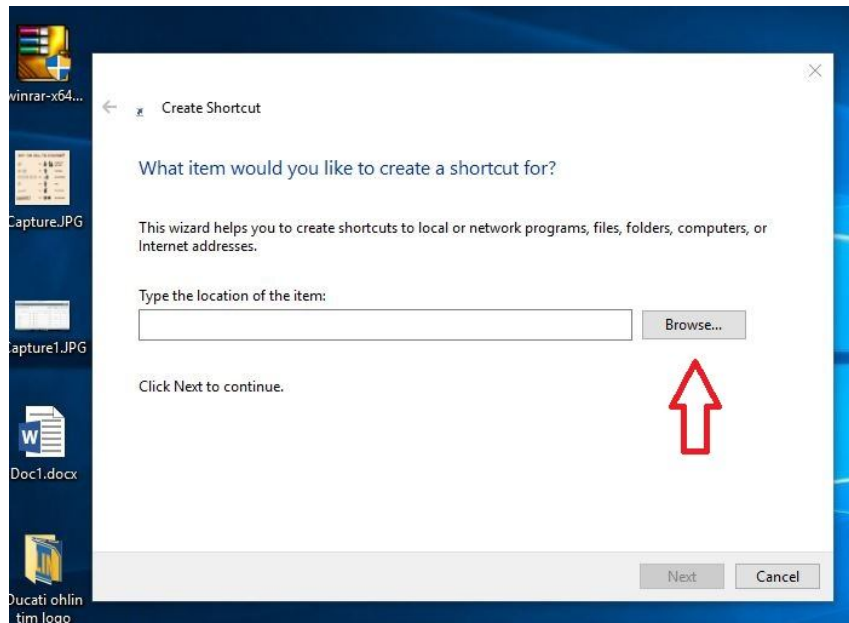 winrar-x64...
Create Shortcut
What item would you like to create a shortcut for?
Capture.JPG
This wizard helps you to create shortcuts to local or network programs, files, folders, computers, or
Internet addresses.
Type the location of the item:
Browse...
Capture1.JPG
Click Next to continue.
W
Doc1.docx
Next
Cancel
Ducati ohlin
tim logo